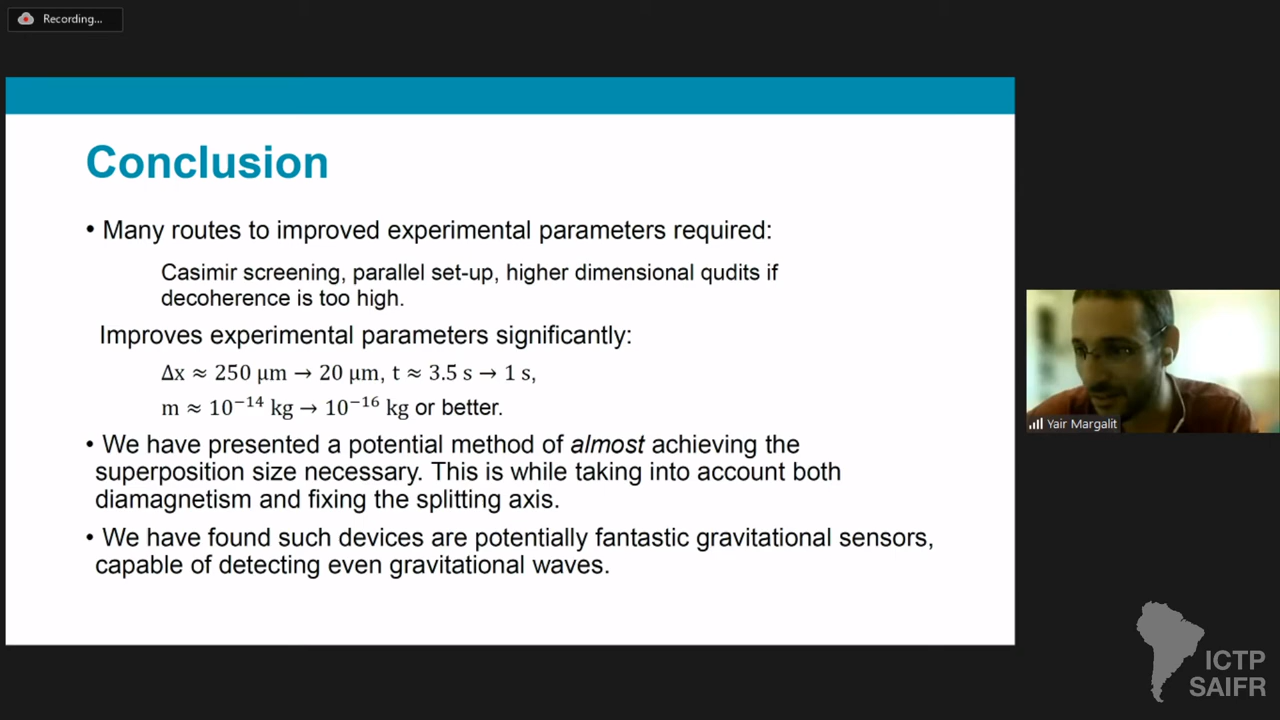 Recording...
Conclusion
• Many routes to improved experimental parameters required:
Casimir screening, parallel set-up, higher dimensional qudits if
decoherence is too high.
Improves experimental parameters significantly:
Δx ≈ 250 μm → 20 μm, t ≈ 3.5 s → 1 s,
m ≈ 10⁻¹⁴ kg → 10⁻¹⁶ kg or better.
• We have presented a potential method of almost achieving the
superposition size necessary. This is while taking into account both
diamagnetism and fixing the splitting axis.
• We have found such devices are potentially fantastic gravitational sensors,
capable of detecting even gravitational waves.
Yair Margalit
ICTP
SAIFR